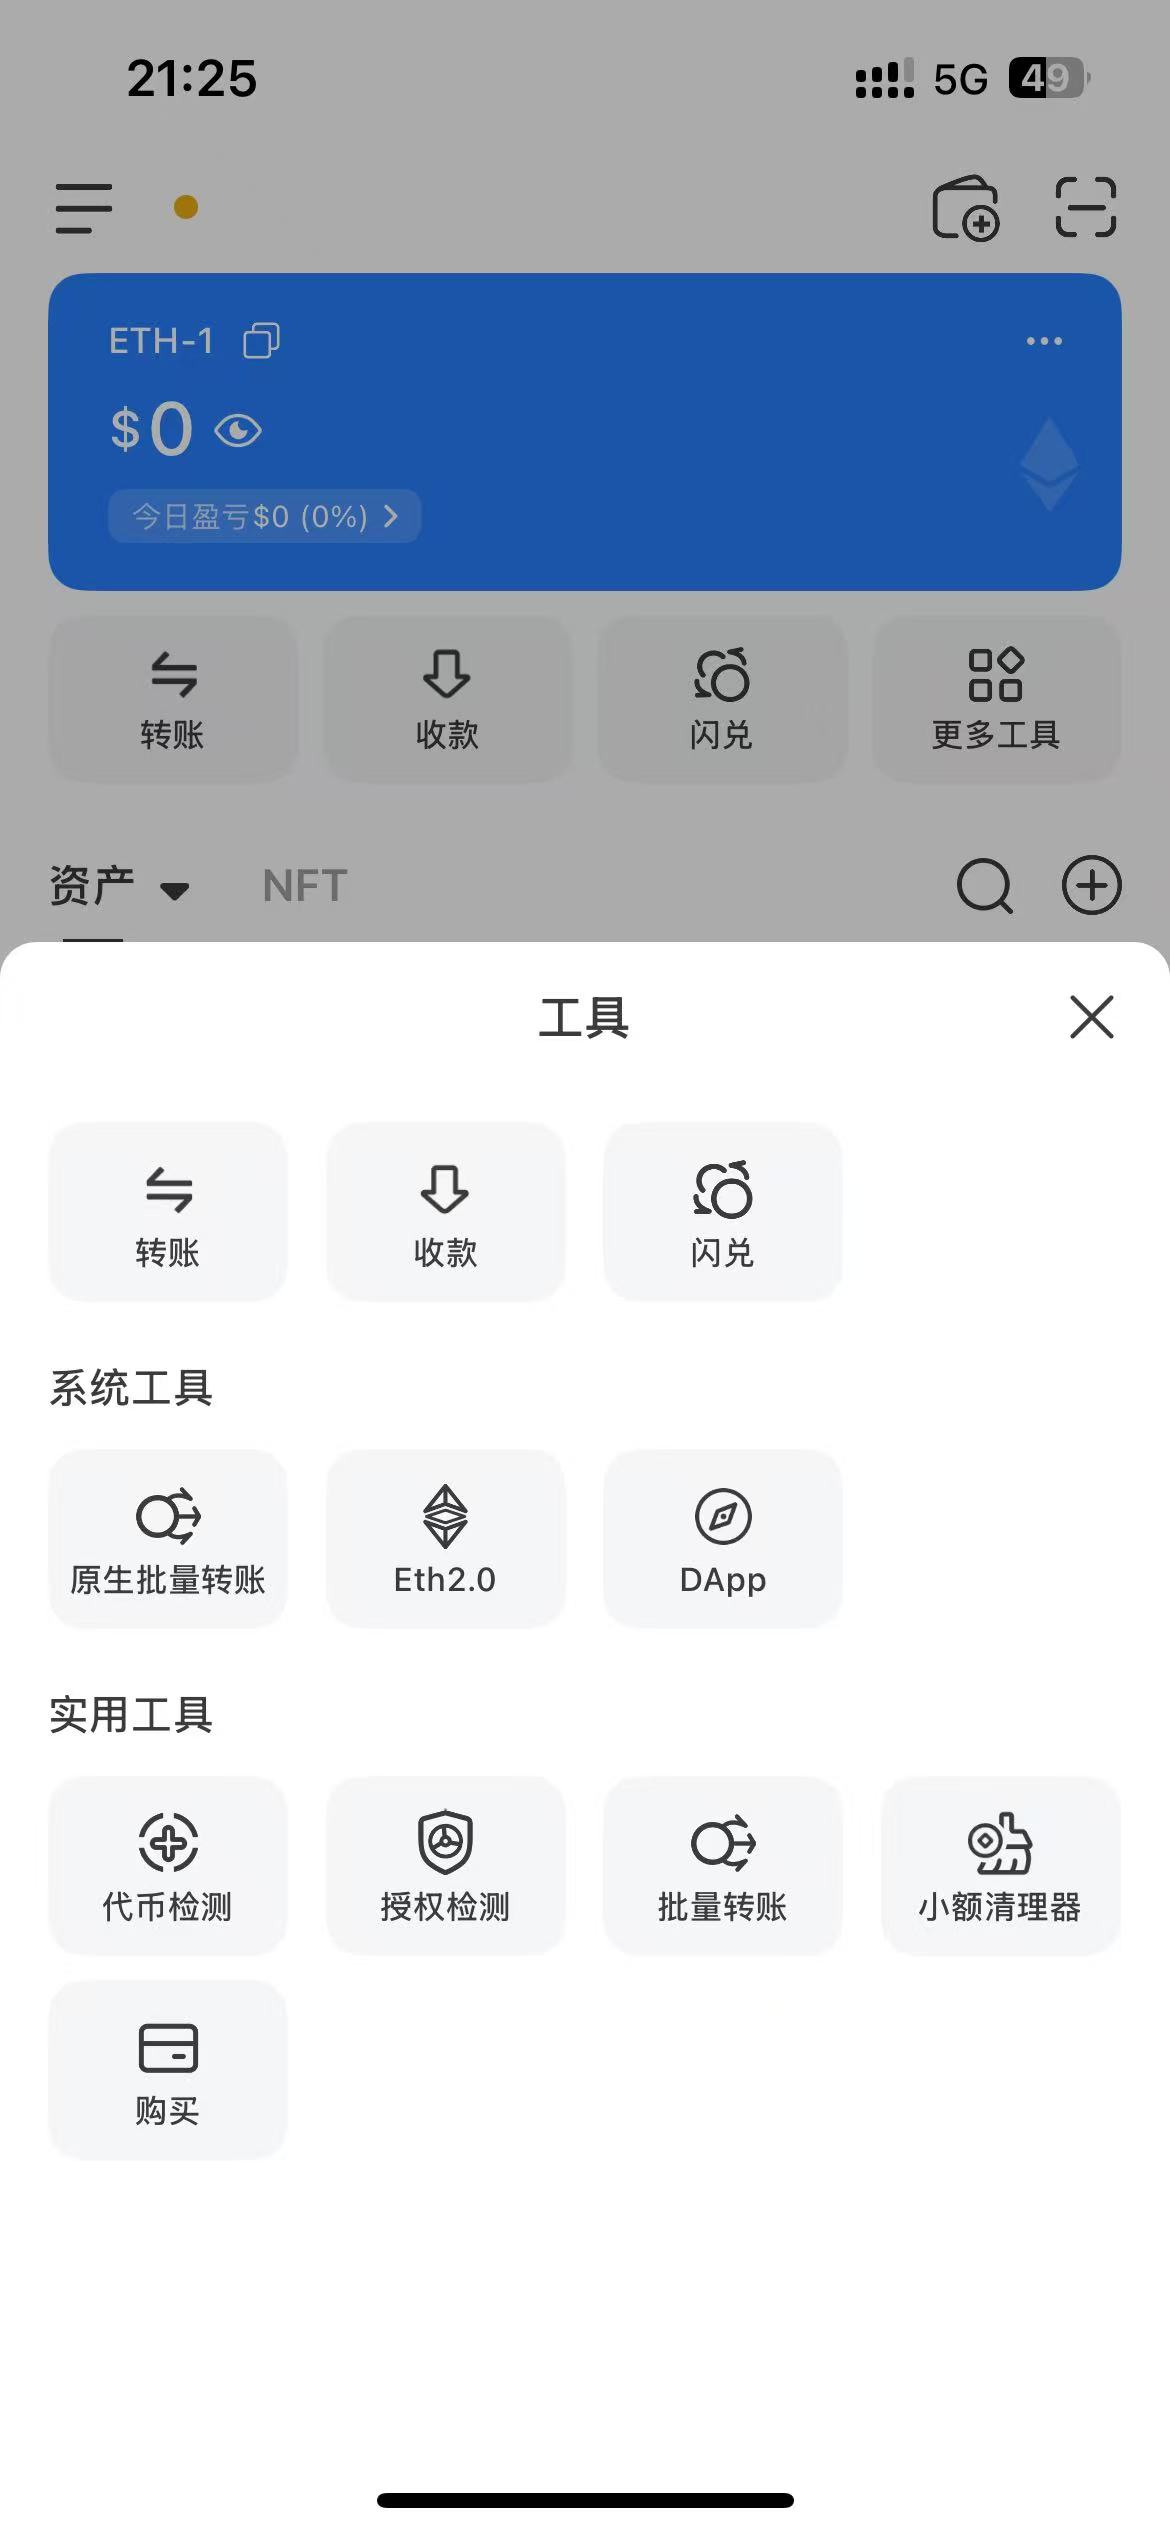 21:25
5G
49
ETH-1
$0
今日盈亏$0 (0%)
转账
收款
闪兑
更多工具
资产
NFT
工具
转账
收款
闪兑
系统工具
原生批量转账
Eth2.0
DApp
实用工具
代币检测
授权检测
批量转账
小额清理器
购买